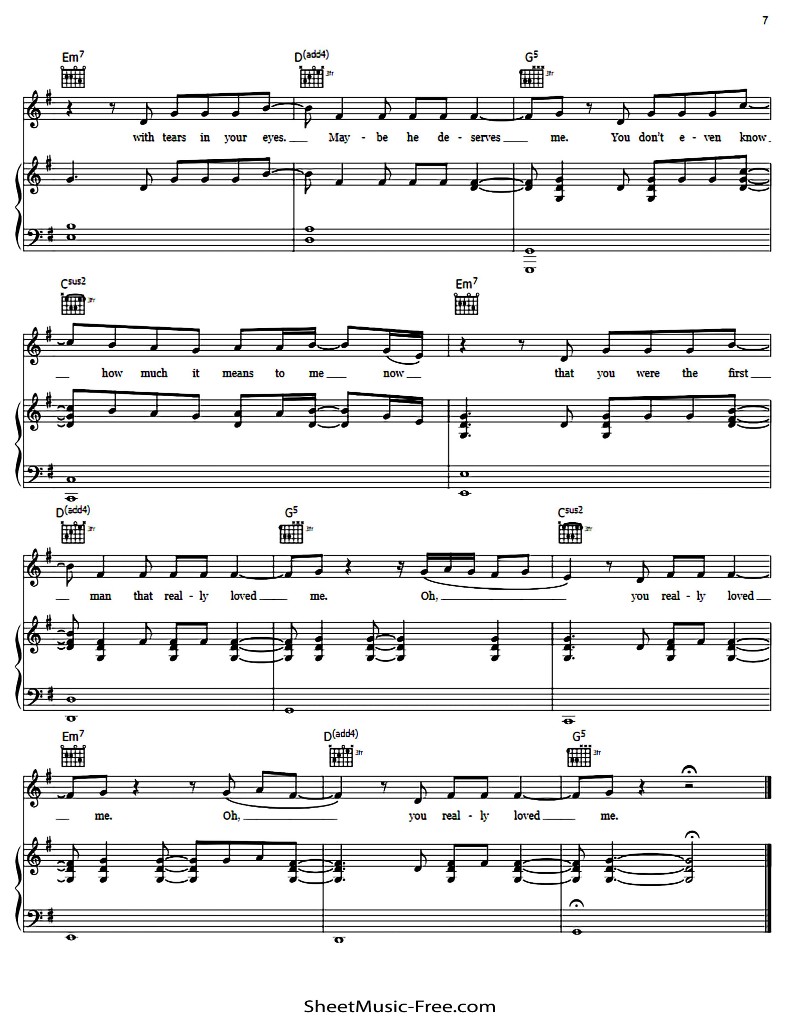 7
Em7 D(add4) G5
3fr 3fr
with tears in your eyes. May - be he de - serves me. You don't e - ven know
Csus2 Em7
3fr
how much it means to me now that you were the first
D(add4) G5 Csus2
3fr 3fr 3fr
man that real - ly loved me. Oh, you real - ly loved
Em7 D(add4) G5
3fr 3fr
me. Oh, you real - ly loved me.
SheetMusic-Free.com